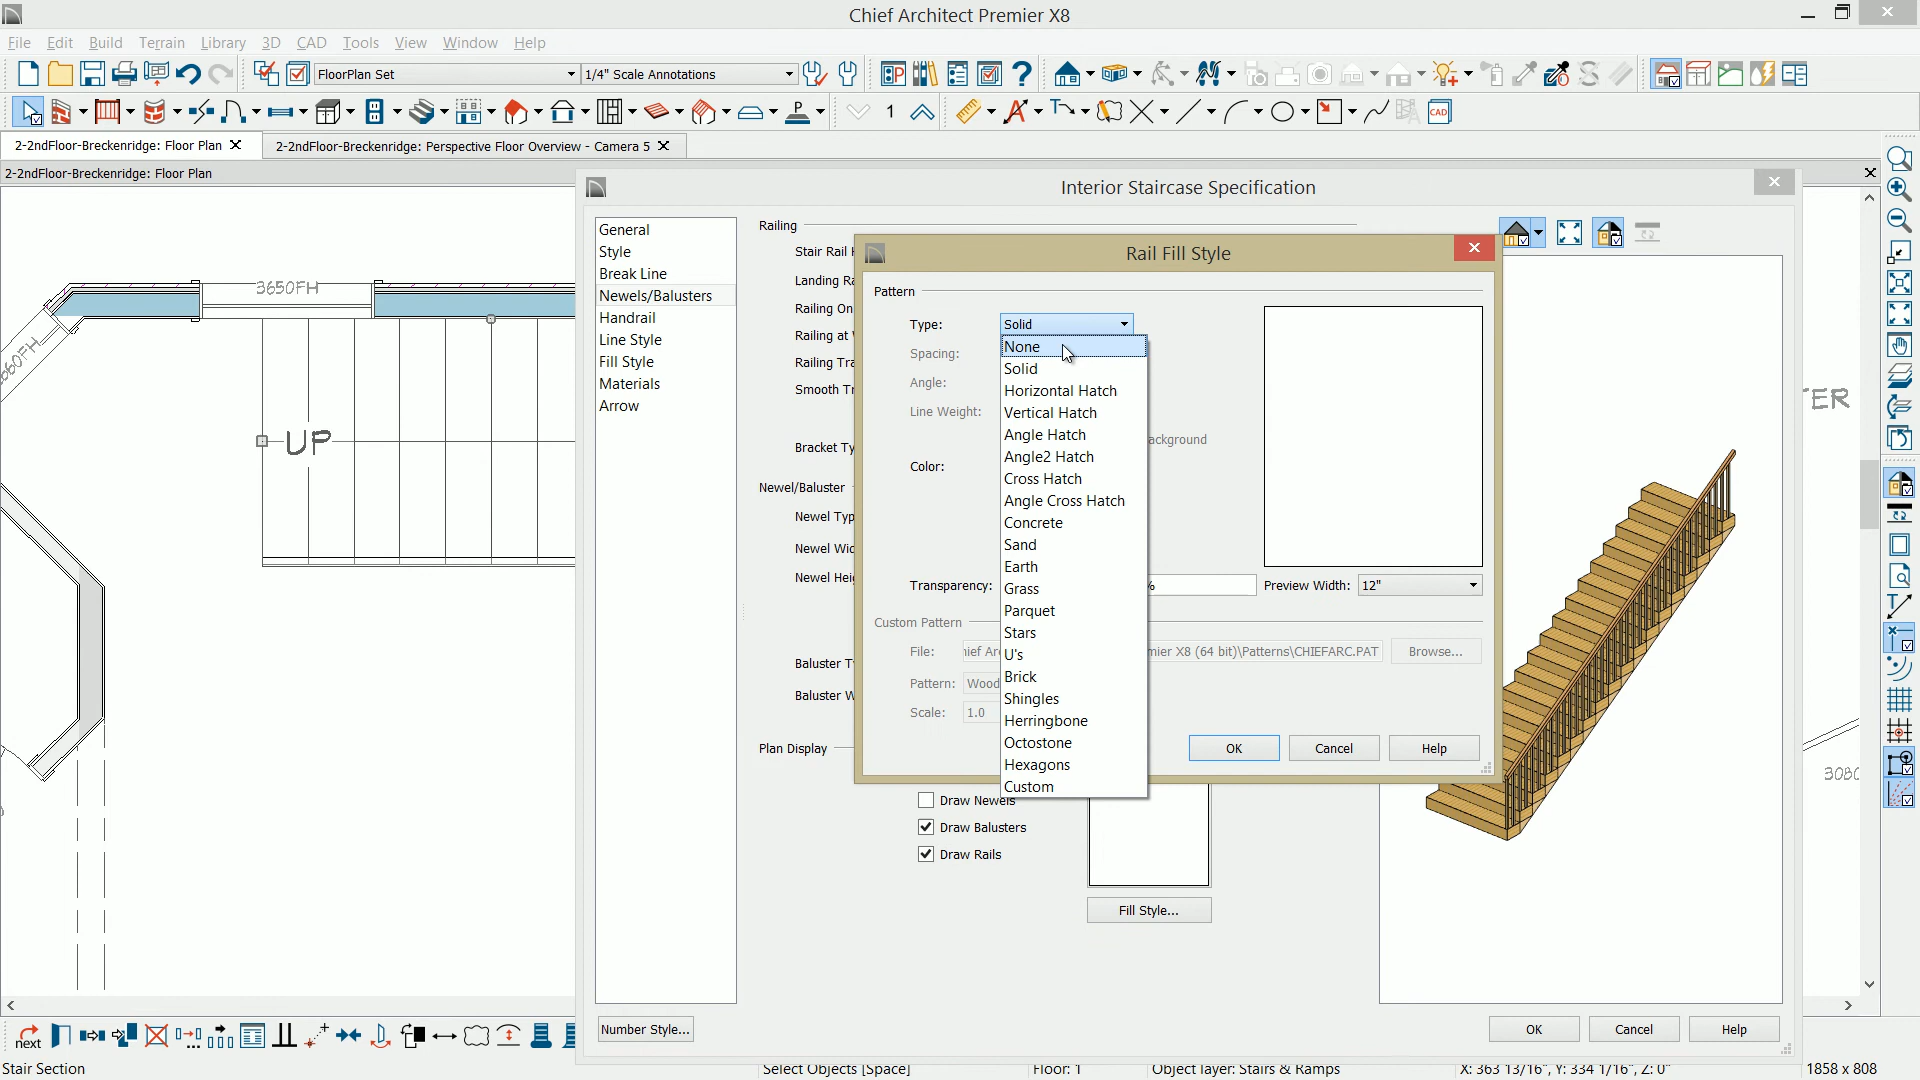 Chief Architect Premier X8
File Edit Build Terrain Library 3D CAD Tools View Window Help
FloorPlan Set 1/4" Scale Annotations
1 CAD
2-2ndFloor-Breckenridge: Floor Plan 2-2ndFloor-Breckenridge: Perspective Floor Overview - Camera 5
2-2ndFloor-Breckenridge: Floor Plan
Interior Staircase Specification
General
Style
Break Line
Newels/Balusters
Handrail
Line Style
Fill Style
Materials
Arrow
Railing
Stair Rail
Landing Ra
Railing On
Railing at
Railing Tra
Smooth Tr
Bracket Ty
Newel/Baluster
Newel Typ
Newel Wid
Newel Hei
Baluster T
Baluster W
Plan Display
Draw Newels
Draw Balusters
Draw Rails
Fill Style...
Rail Fill Style
Pattern
Type: Solid
Spacing:
Angle:
Line Weight:
ackground
Color:
None
Solid
Horizontal Hatch
Vertical Hatch
Angle Hatch
Angle2 Hatch
Cross Hatch
Angle Cross Hatch
Concrete
Sand
Earth
Grass
Parquet
Stars
U's
Brick
Shingles
Herringbone
Octostone
Hexagons
Custom
Transparency: % Preview Width: 12"
Custom Pattern
File: hief Ar mier X8 (64 bit)\Patterns\CHIEFARC.PAT Browse...
Pattern: Wood
Scale: 1.0
OK Cancel Help
3650FH
3660FH
UP
TER
3080
Number Style... OK Cancel Help
next
Stair Section Select Objects [Space] Floor: 1 Object layer: Stairs & Ramps X: 363 13/16", Y: 334 1/16", Z: 0" 1858 x 808